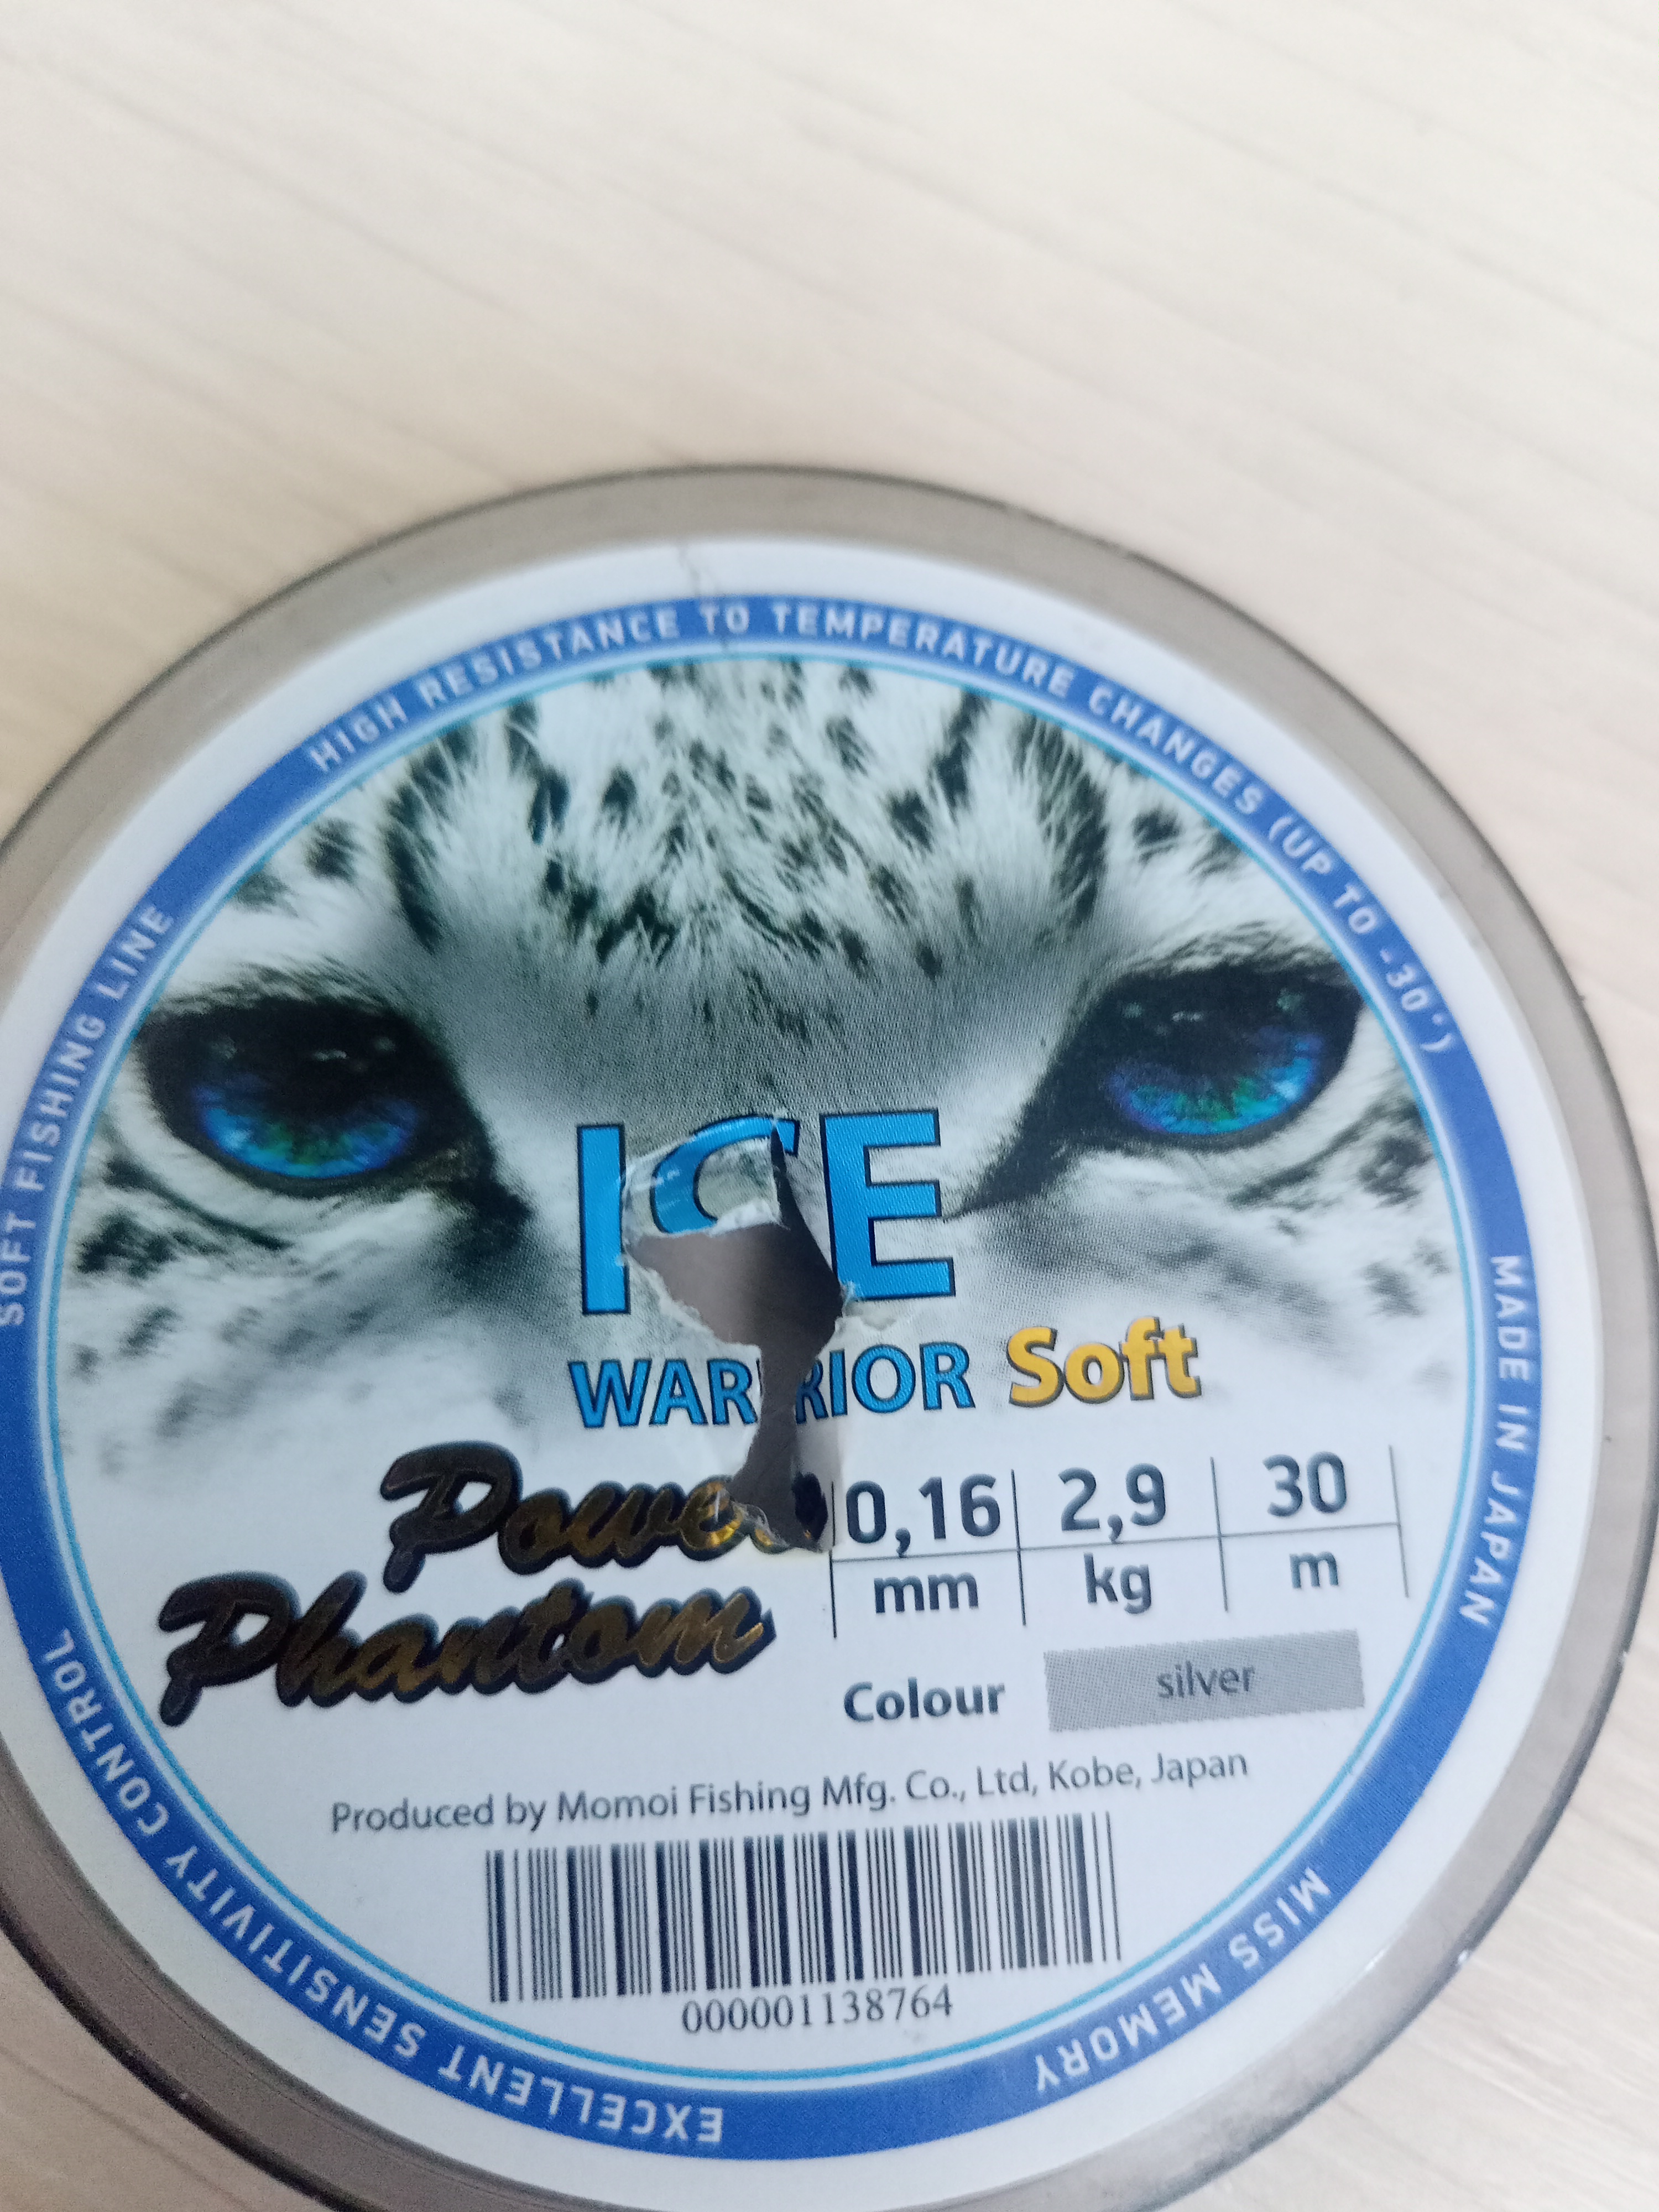 SOFT FISHING LINE
HIGH RESISTANCE TO TEMPERATURE CHANGES (UP TO -30°)
MADE IN JAPAN
MISS MEMORY
EXCELLENT SENSITIVITY CONTROL
ICE
WARRIOR Soft
Power
Phantom
0,16 2,9 30
mm kg m
Colour silver
Produced by Momoi Fishing Mfg. Co., Ltd, Kobe, Japan
000001138764